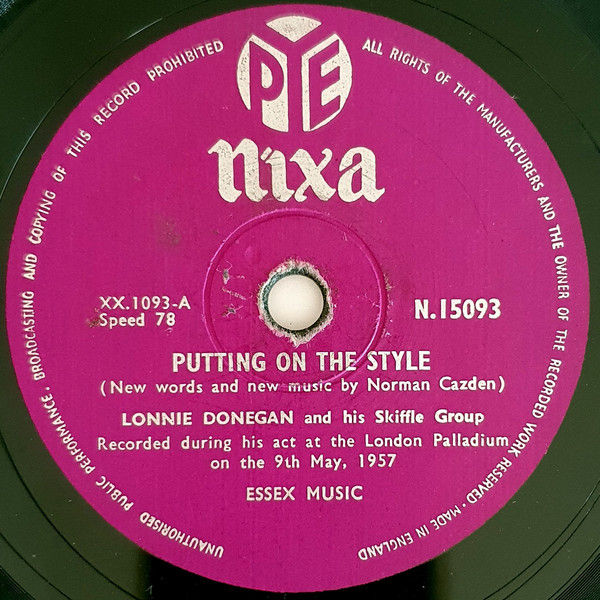 UNAUTHORISED PUBLIC PERFORMANCE, BROADCASTING AND COPYING OF THIS RECORD PROHIBITED
ALL RIGHTS OF THE MANUFACTURERS AND THE OWNER OF THE RECORDED WORK RESERVED · MADE IN ENGLAND
PYE
nixa
XX.1093-A
Speed 78
N.15093
PUTTING ON THE STYLE
(New words and new music by Norman Cazden)
LONNIE DONEGAN and his Skiffle Group
Recorded during his act at the London Palladium
on the 9th May, 1957
ESSEX MUSIC